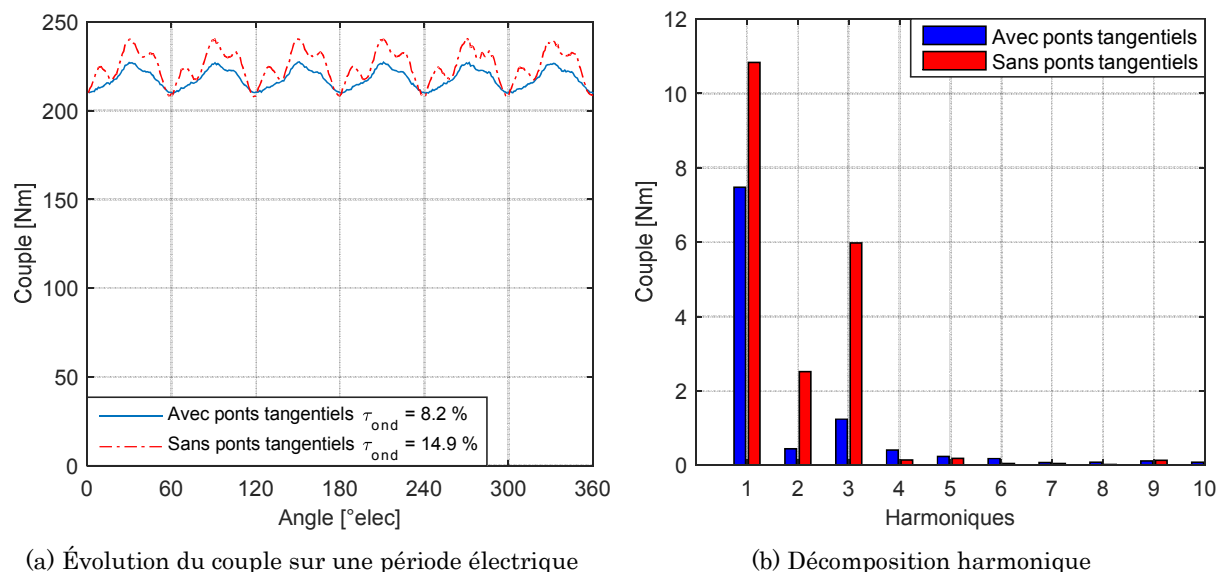 250
200
150
100
50
0
Couple [Nm]
Avec ponts tangentiels τ_ond = 8.2 %
Sans ponts tangentiels τ_ond = 14.9 %
0 60 120 180 240 300 360
Angle [°elec]
(a) Évolution du couple sur une période électrique
12
10
8
6
4
2
0
Couple [Nm]
Avec ponts tangentiels
Sans ponts tangentiels
1 2 3 4 5 6 7 8 9 10
Harmoniques
(b) Décomposition harmonique